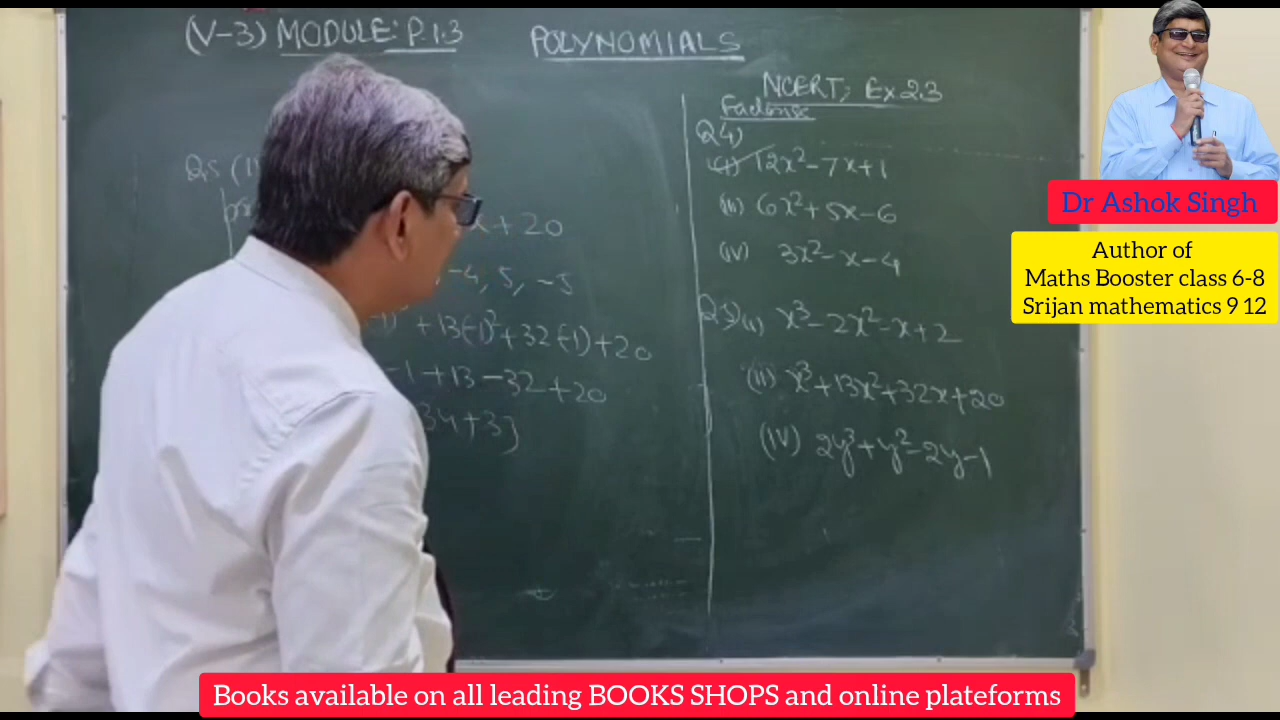 (V-3) MODULE: P.1.3
POLYNOMIALS
Q5 (11
x + 20
-4, 5, -5
+ 13(-1)² + 32(-1) + 20
-1 + 13 - 32 + 20
NCERT; Ex 2.3
Factorise
Q4)
(i) 12x² - 7x + 1
(iii) 6x² + 5x - 6
(iv) 3x² - x - 4
Q5) (i) x³ - 2x² - x + 2
(iii) x³ + 13x² + 32x + 20
(iv) 2y³ + y² - 2y - 1
Dr Ashok Singh
Author of
Maths Booster class 6-8
Srijan mathematics 9 12
Books available on all leading BOOKS SHOPS and online plateforms